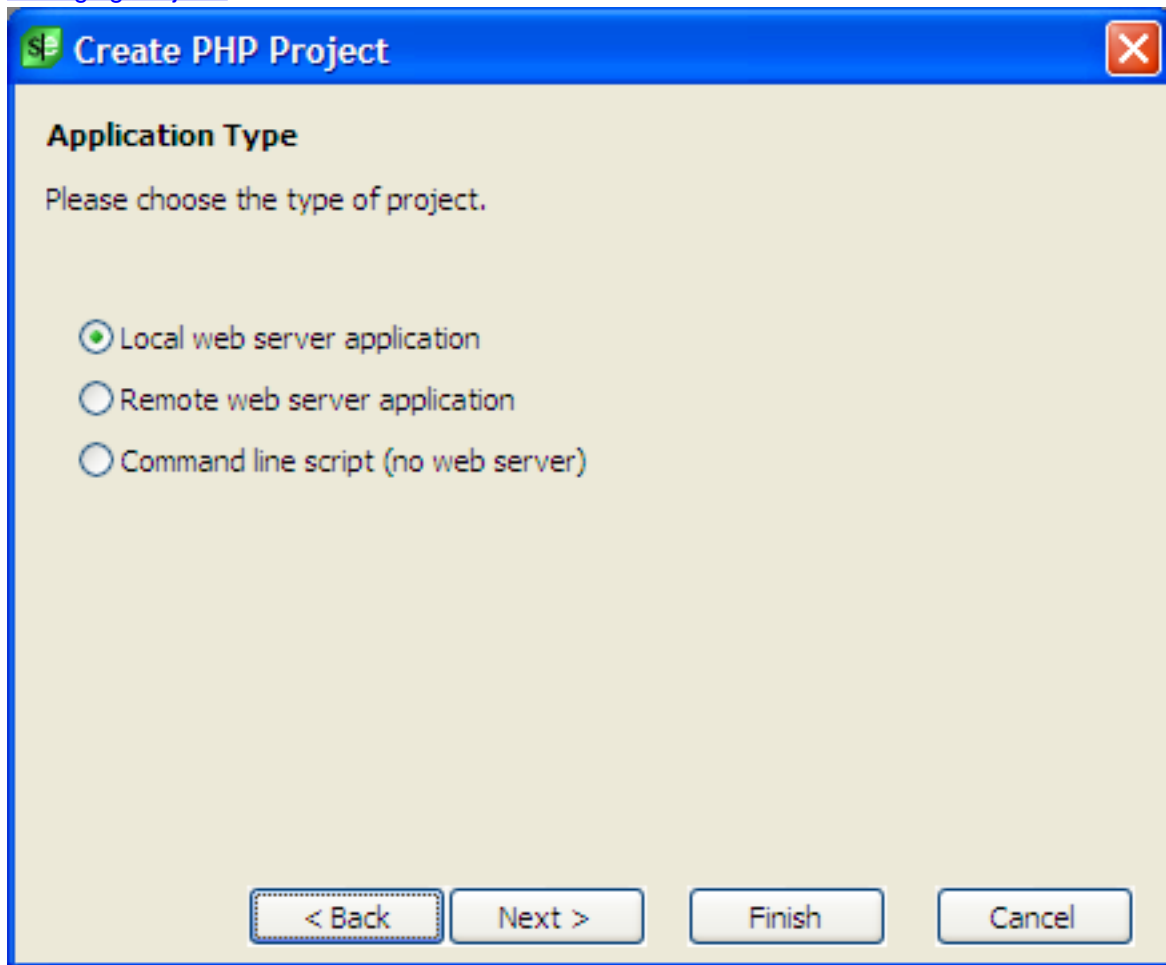 Create PHP Project
Application Type
Please choose the type of project.
Local web server application
Remote web server application
Command line script (no web server)
< Back
Next >
Finish
Cancel